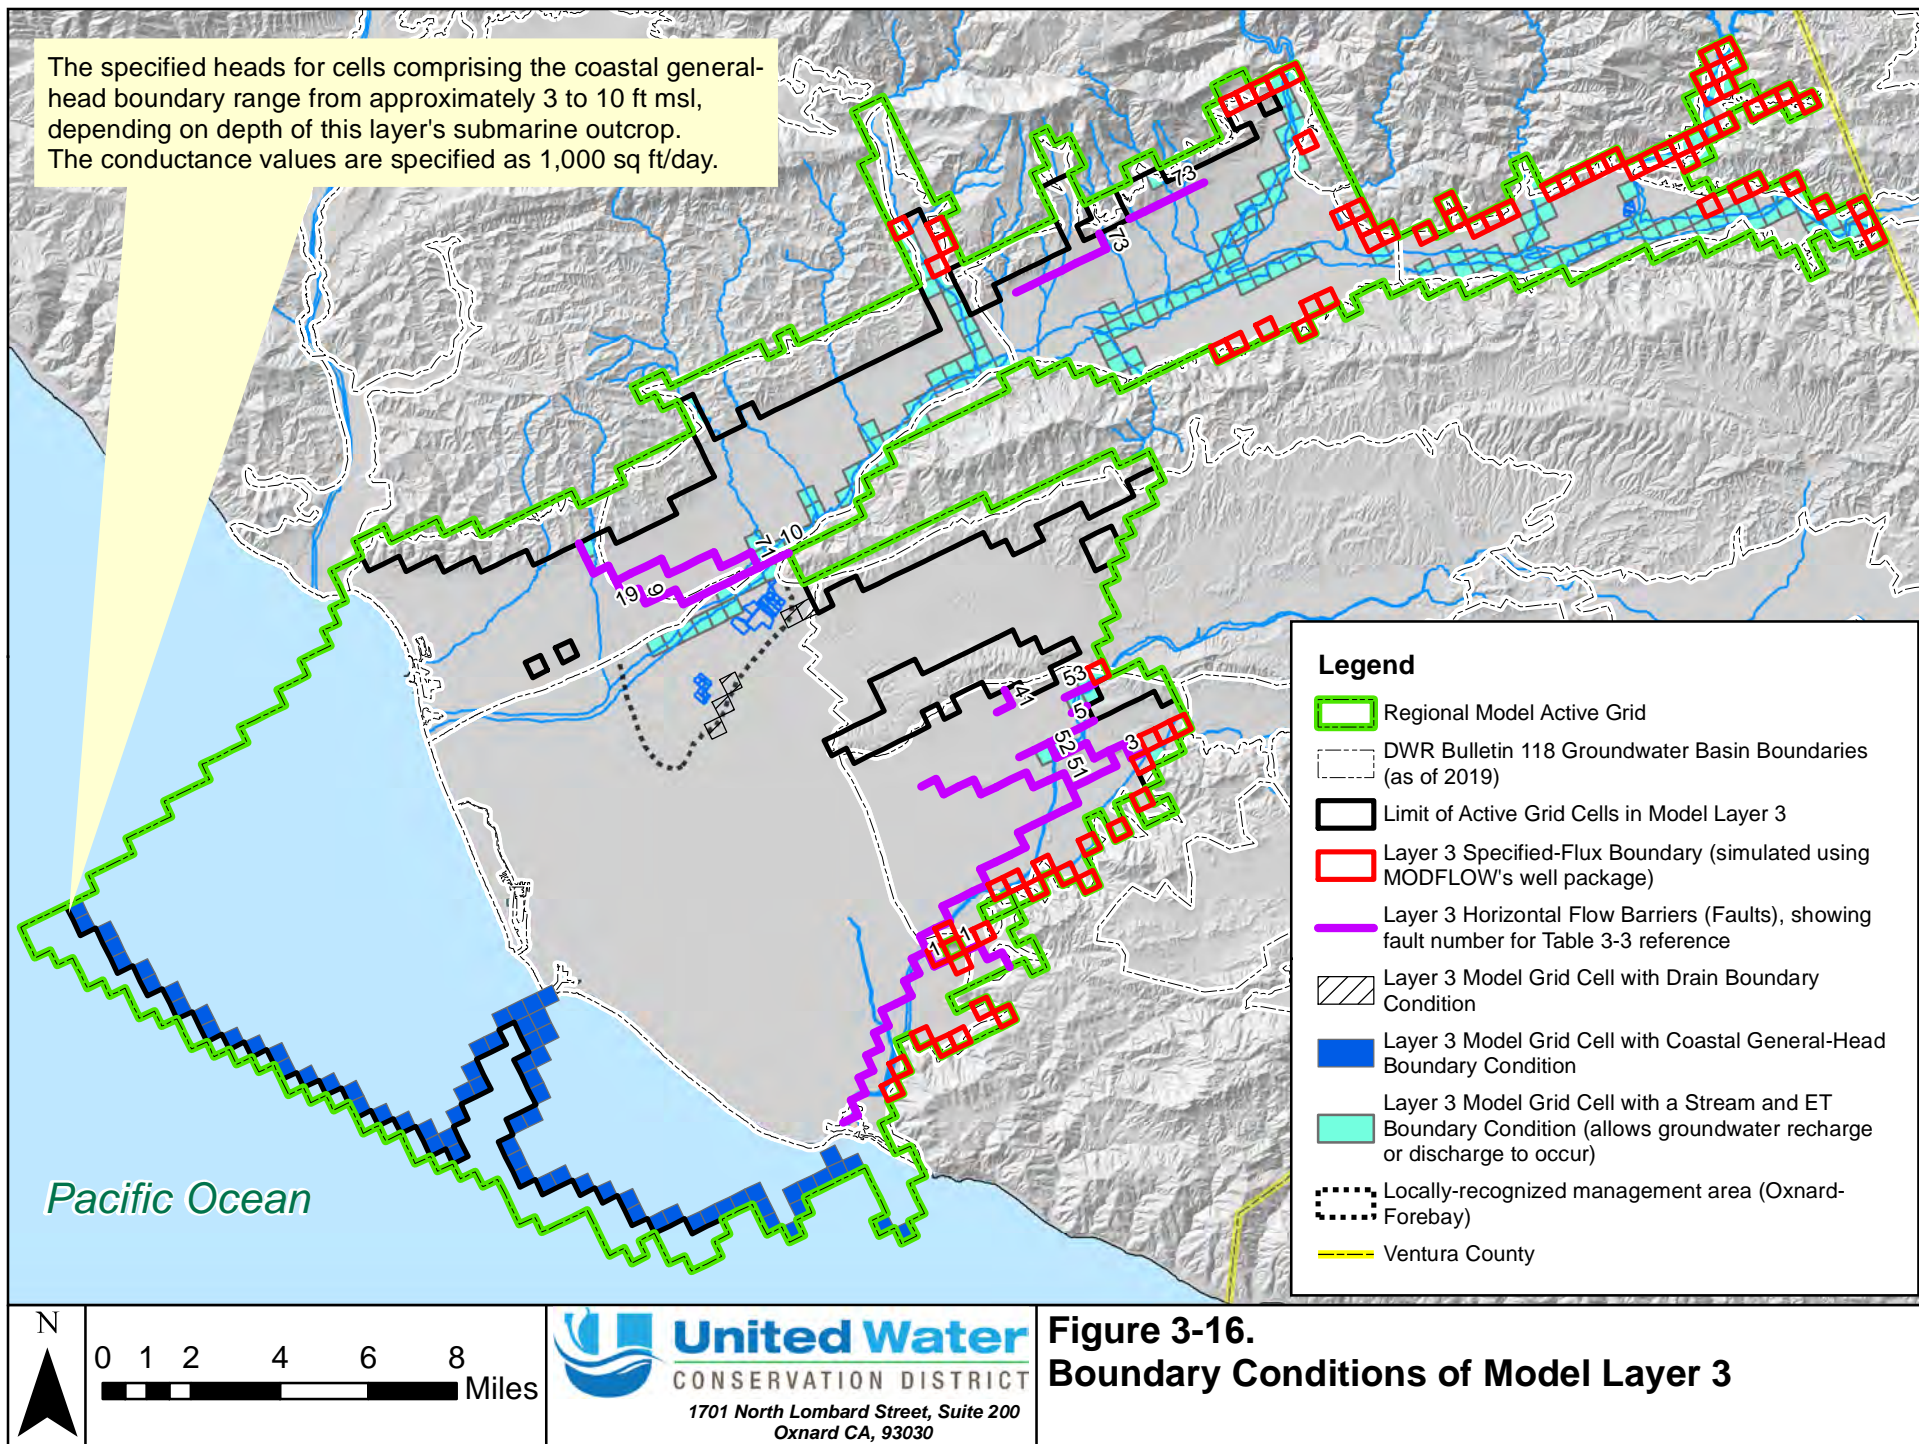 The specified heads for cells comprising the coastal general-
head boundary range from approximately 3 to 10 ft msl,
depending on depth of this layer's submarine outcrop.
The conductance values are specified as 1,000 sq ft/day.
73
73
71
10
19
9
41
53
5
52
51
3
1
1
Pacific Ocean
Legend
Regional Model Active Grid
DWR Bulletin 118 Groundwater Basin Boundaries
(as of 2019)
Limit of Active Grid Cells in Model Layer 3
Layer 3 Specified-Flux Boundary (simulated using
MODFLOW's well package)
Layer 3 Horizontal Flow Barriers (Faults), showing
fault number for Table 3-3 reference
Layer 3 Model Grid Cell with Drain Boundary
Condition
Layer 3 Model Grid Cell with Coastal General-Head
Boundary Condition
Layer 3 Model Grid Cell with a Stream and ET
Boundary Condition (allows groundwater recharge
or discharge to occur)
Locally-recognized management area (Oxnard-
Forebay)
Ventura County
N
0 1 2 4 6 8
Miles
United Water
CONSERVATION DISTRICT
1701 North Lombard Street, Suite 200
Oxnard CA, 93030
Figure 3-16.
Boundary Conditions of Model Layer 3